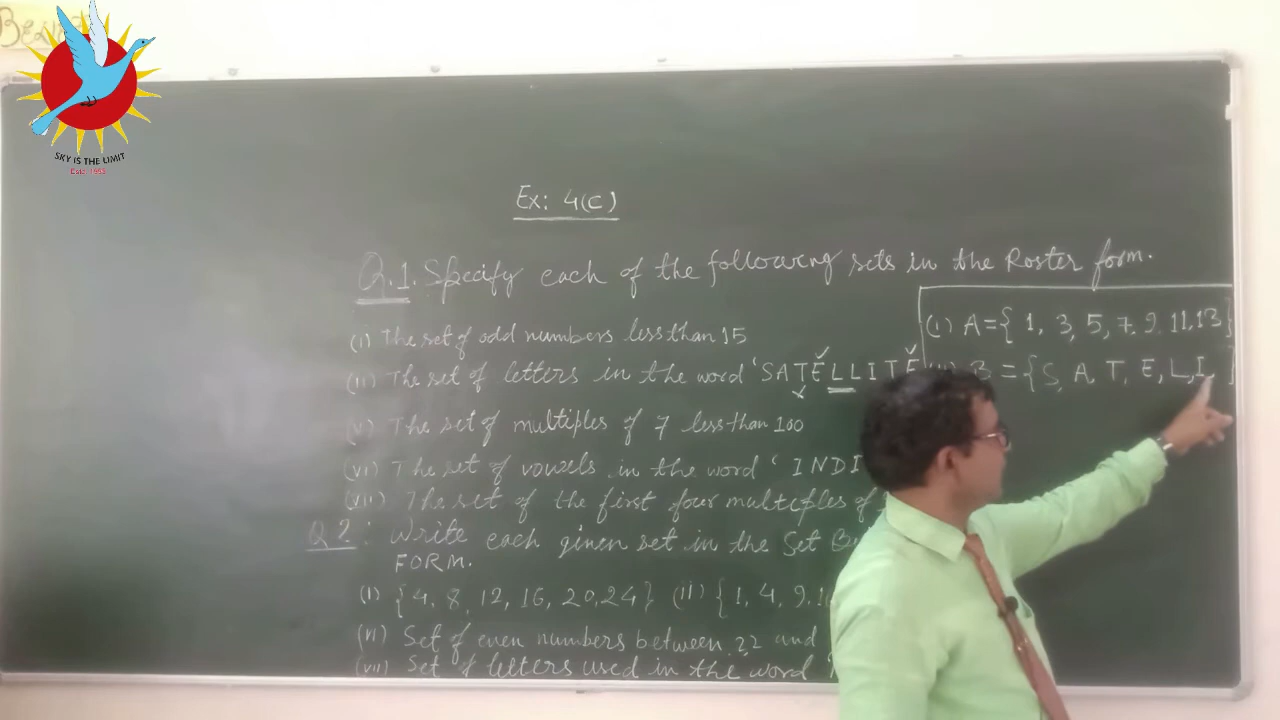 SKY IS THE LIMIT
Estd. 1953
Ex: 4(C)
Q.1. Specify each of the following sets in the Roster form.
(i) The set of odd numbers less than 15
(i) A = { 1, 3, 5, 7, 9, 11, 13 }
(ii) The set of letters in the word 'SATELLITE
B = { S, A, T, E, L, I, }
(v) The set of multiples of 7 less than 100
(vi) The set of vowels in the word ' INDI
(vii) The set of the first four multiples of
Q 2 : Write each given set in the Set
FORM.
(i) { 4, 8, 12, 16, 20, 24 } (ii) { 1, 4, 9,
(vi) Set of even numbers between 22 and
(vii) Set of letters used in the word